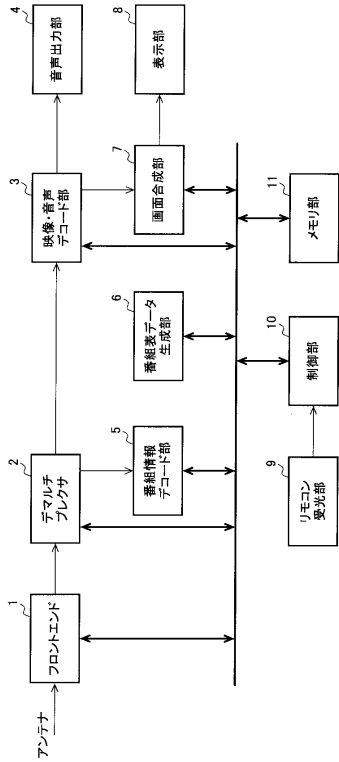 アンテナ
1
フロントエンド
2
デマルチ
プレクサ
3
映像・音声
デコード部
4
音声出力部
5
番組情報
デコード部
6
番組表データ
生成部
7
画面合成部
8
表示部
9
リモコン
受光部
10
制御部
11
メモリ部